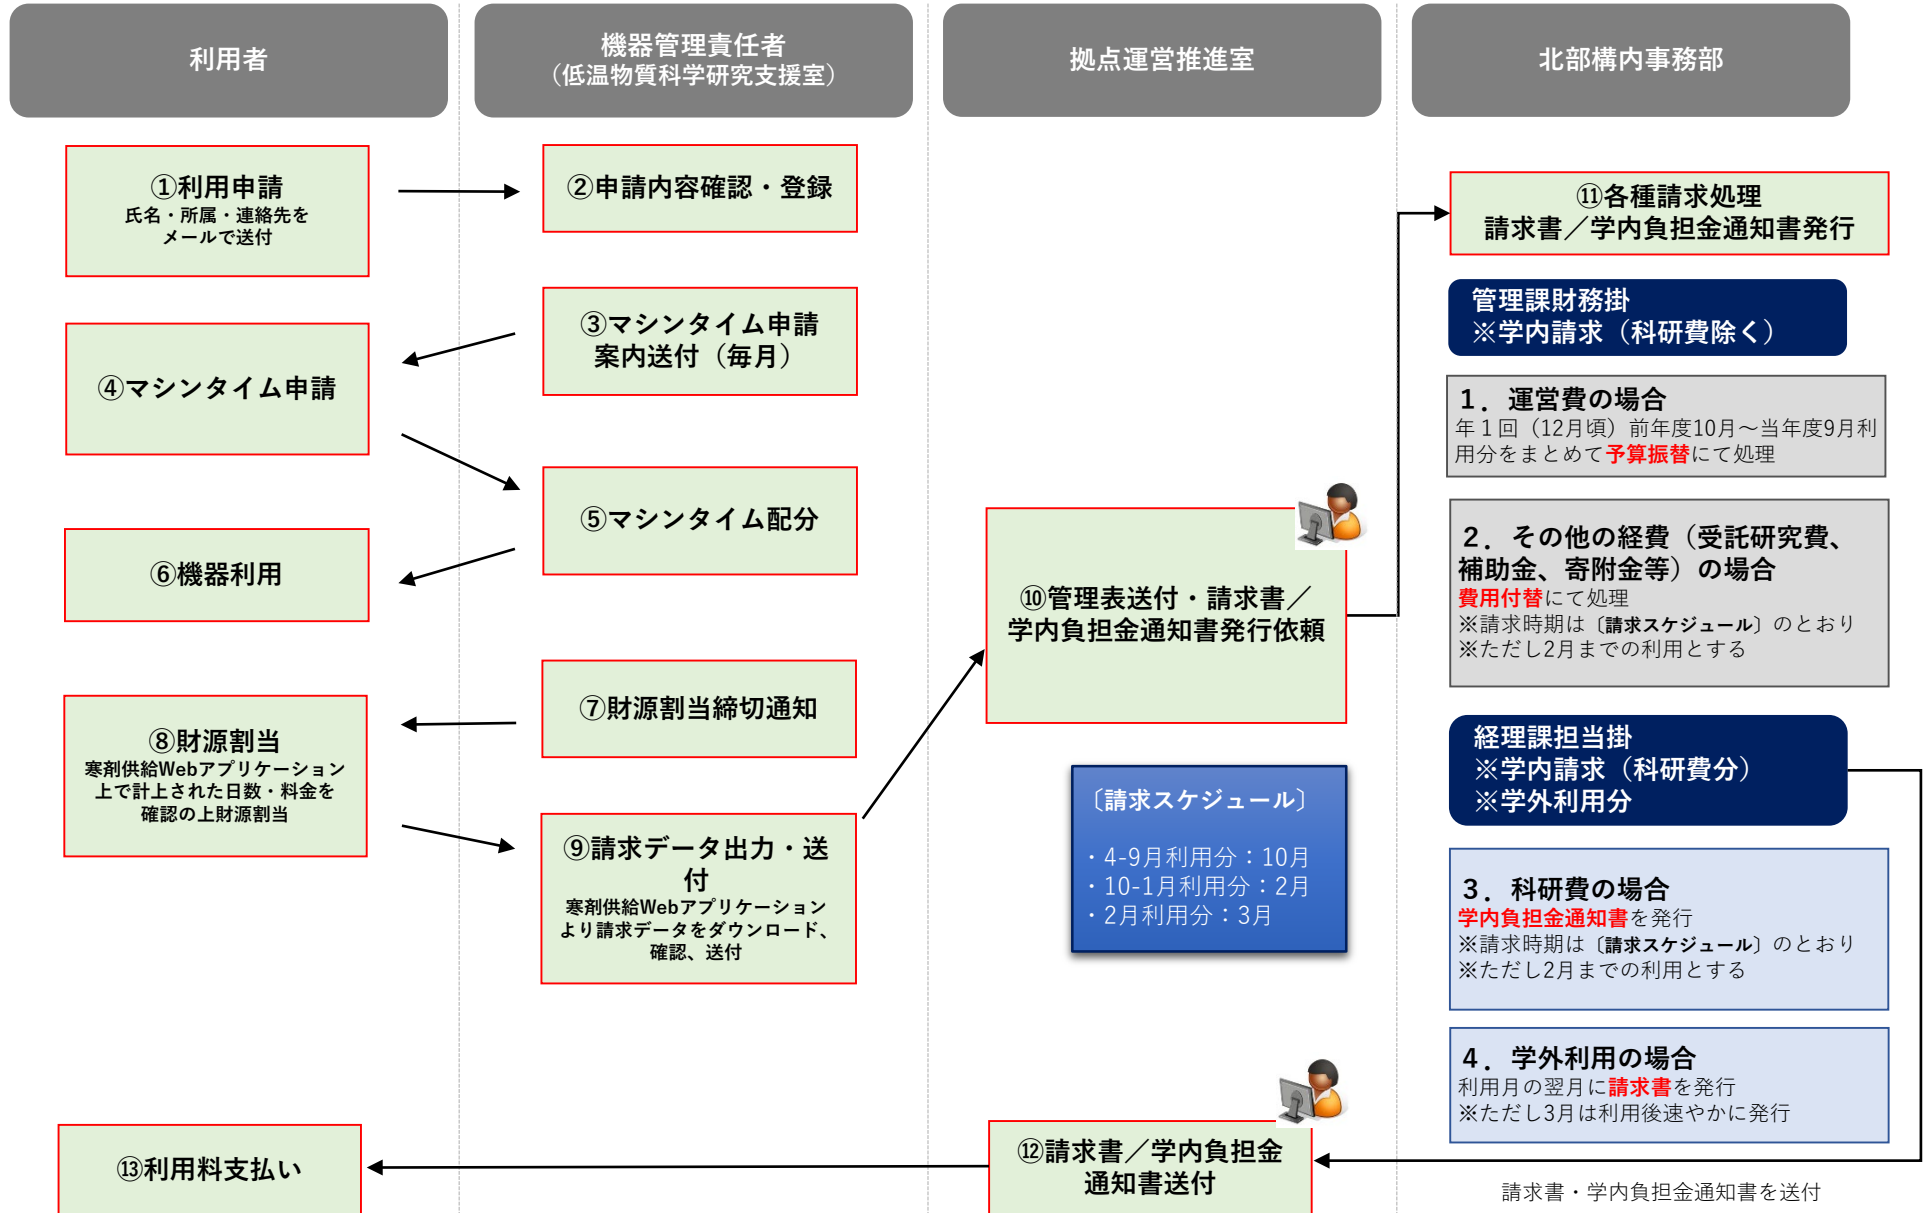 利用者
機器管理責任者
（低温物質科学研究支援室）
拠点運営推進室
北部構内事務部
①利用申請
氏名・所属・連絡先を
メールで送付
②申請内容確認・登録
③マシンタイム申請
案内送付（毎月）
④マシンタイム申請
⑤マシンタイム配分
⑥機器利用
⑦財源割当締切通知
⑧財源割当
寒剤供給Webアプリケーション
上で計上された日数・料金を
確認の上財源割当
⑨請求データ出力・送
付
寒剤供給Webアプリケーション
より請求データをダウンロード、
確認、送付
⑩管理表送付・請求書／
学内負担金通知書発行依頼
〔請求スケジュール〕
・4-9月利用分：10月
・10-1月利用分：2月
・2月利用分：3月
⑪各種請求処理
請求書／学内負担金通知書発行
管理課財務掛
※学内請求（科研費除く）
１．運営費の場合
年１回（12月頃）前年度10月～当年度9月利
用分をまとめて予算振替にて処理
２．その他の経費（受託研究費、
補助金、寄附金等）の場合
費用付替にて処理
※請求時期は〔請求スケジュール〕のとおり
※ただし2月までの利用とする
経理課担当掛
※学内請求（科研費分）
※学外利用分
３．科研費の場合
学内負担金通知書を発行
※請求時期は〔請求スケジュール〕のとおり
※ただし2月までの利用とする
４．学外利用の場合
利用月の翌月に請求書を発行
※ただし3月は利用後速やかに発行
請求書・学内負担金通知書を送付
⑫請求書／学内負担金
通知書送付
⑬利用料支払い